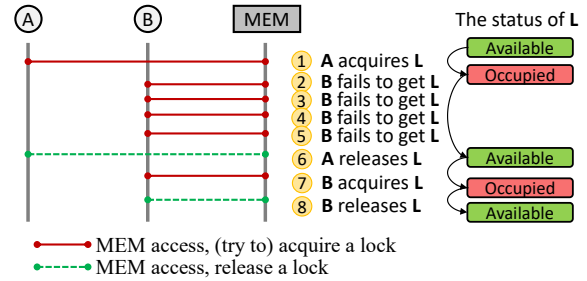 A B MEM The status of L
1 A acquires L Available
2 B fails to get L Occupied
3 B fails to get L
4 B fails to get L
5 B fails to get L
6 A releases L Available
7 B acquires L Occupied
8 B releases L Available
MEM access, (try to) acquire a lock
MEM access, release a lock